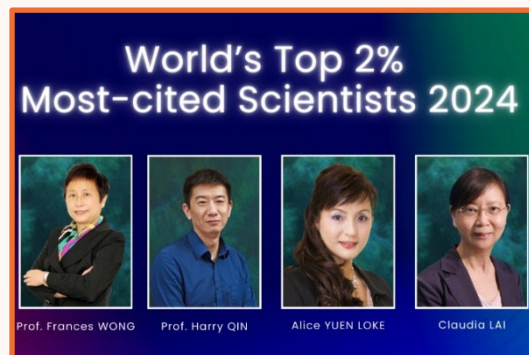 World's Top 2%
Most-cited Scientists 2024
Prof. Frances WONG
Prof. Harry QIN
Alice YUEN LOKE
Claudia LAI